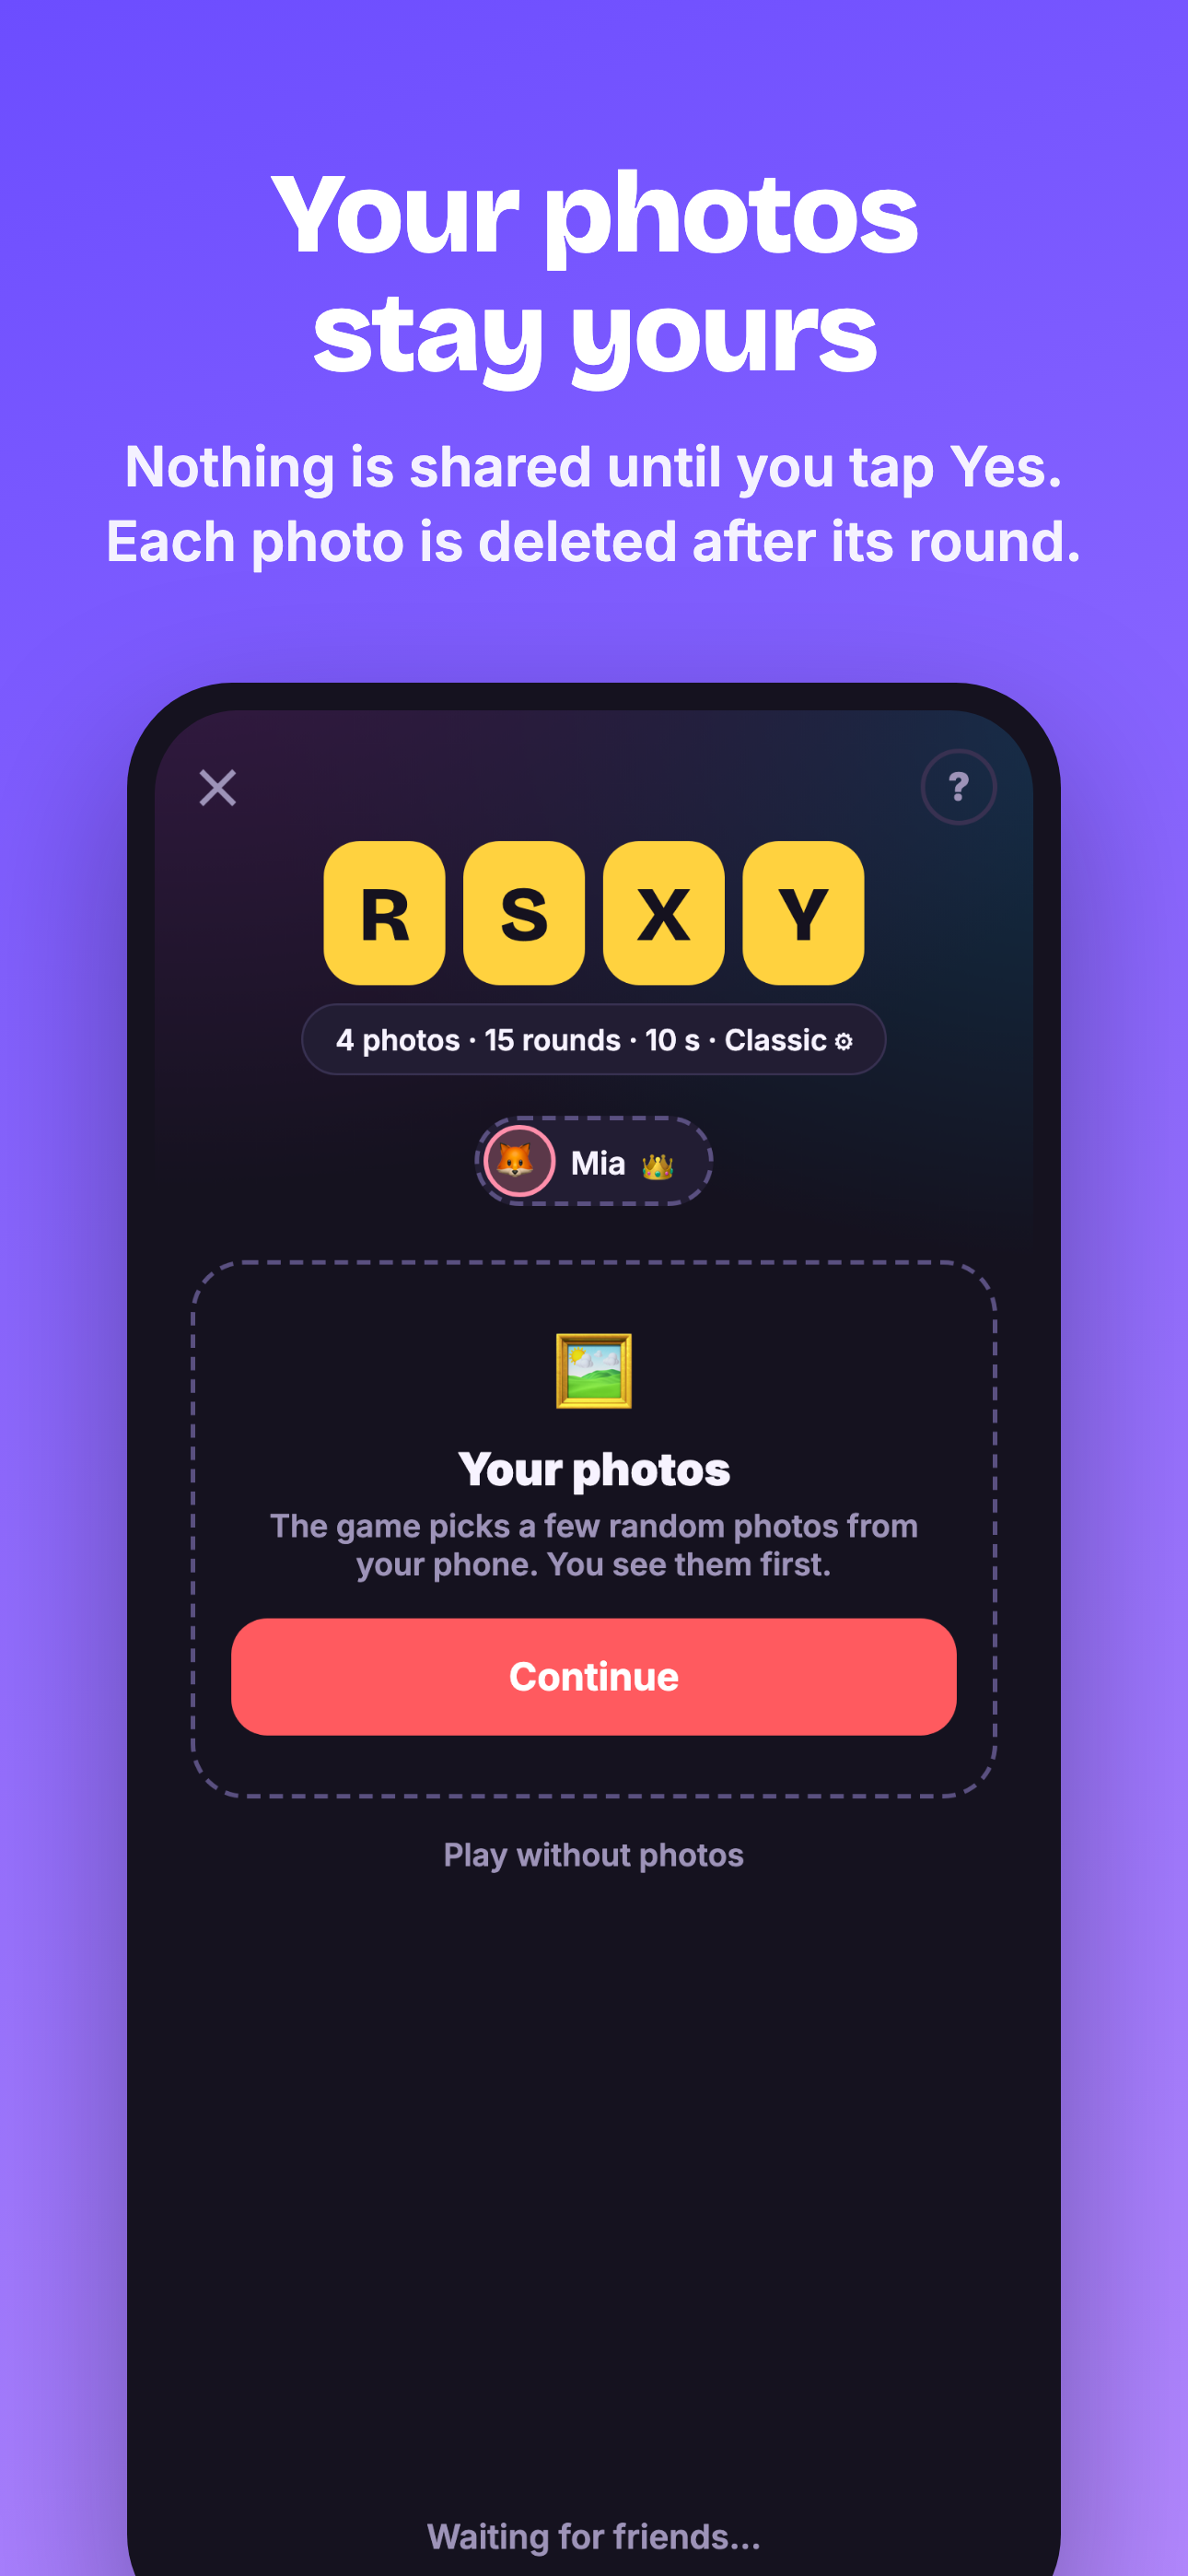 Your photos
stay yours
Nothing is shared until you tap Yes.
Each photo is deleted after its round.
?
R S X Y
4 photos · 15 rounds · 10 s · Classic ⚙
Mia 👑
Your photos
The game picks a few random photos from
your phone. You see them first.
Continue
Play without photos
Waiting for friends...